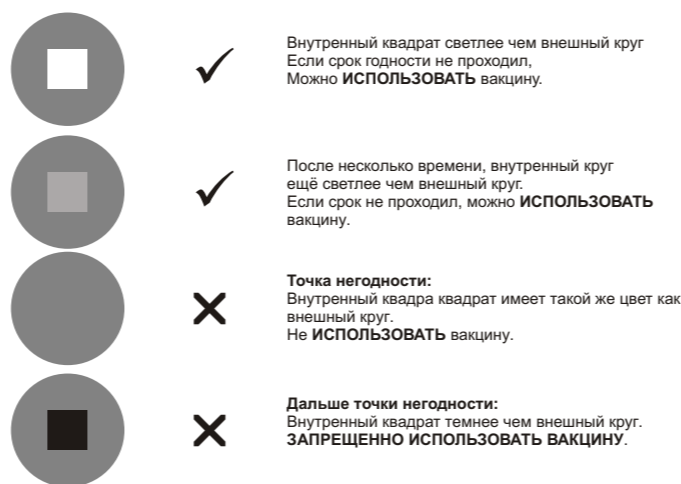 Внутренный квадрат светлее чем внешный круг
Если срок годности не проходил,
Можно ИСПОЛЬЗОВАТЬ вакцину.
После несколько времени, внутренный круг
ещё светлее чем внешный круг.
Если срок не проходил, можно ИСПОЛЬЗОВАТЬ
вакцину.
Точка негодности:
Внутренный квадра квадрат имеет такой же цвет как
внешный круг.
Не ИСПОЛЬЗОВАТЬ вакцину.
Дальше точки негодности:
Внутренный квадрат темнее чем внешный круг.
ЗАПРЕЩЕННО ИСПОЛЬЗОВАТЬ ВАКЦИНУ.